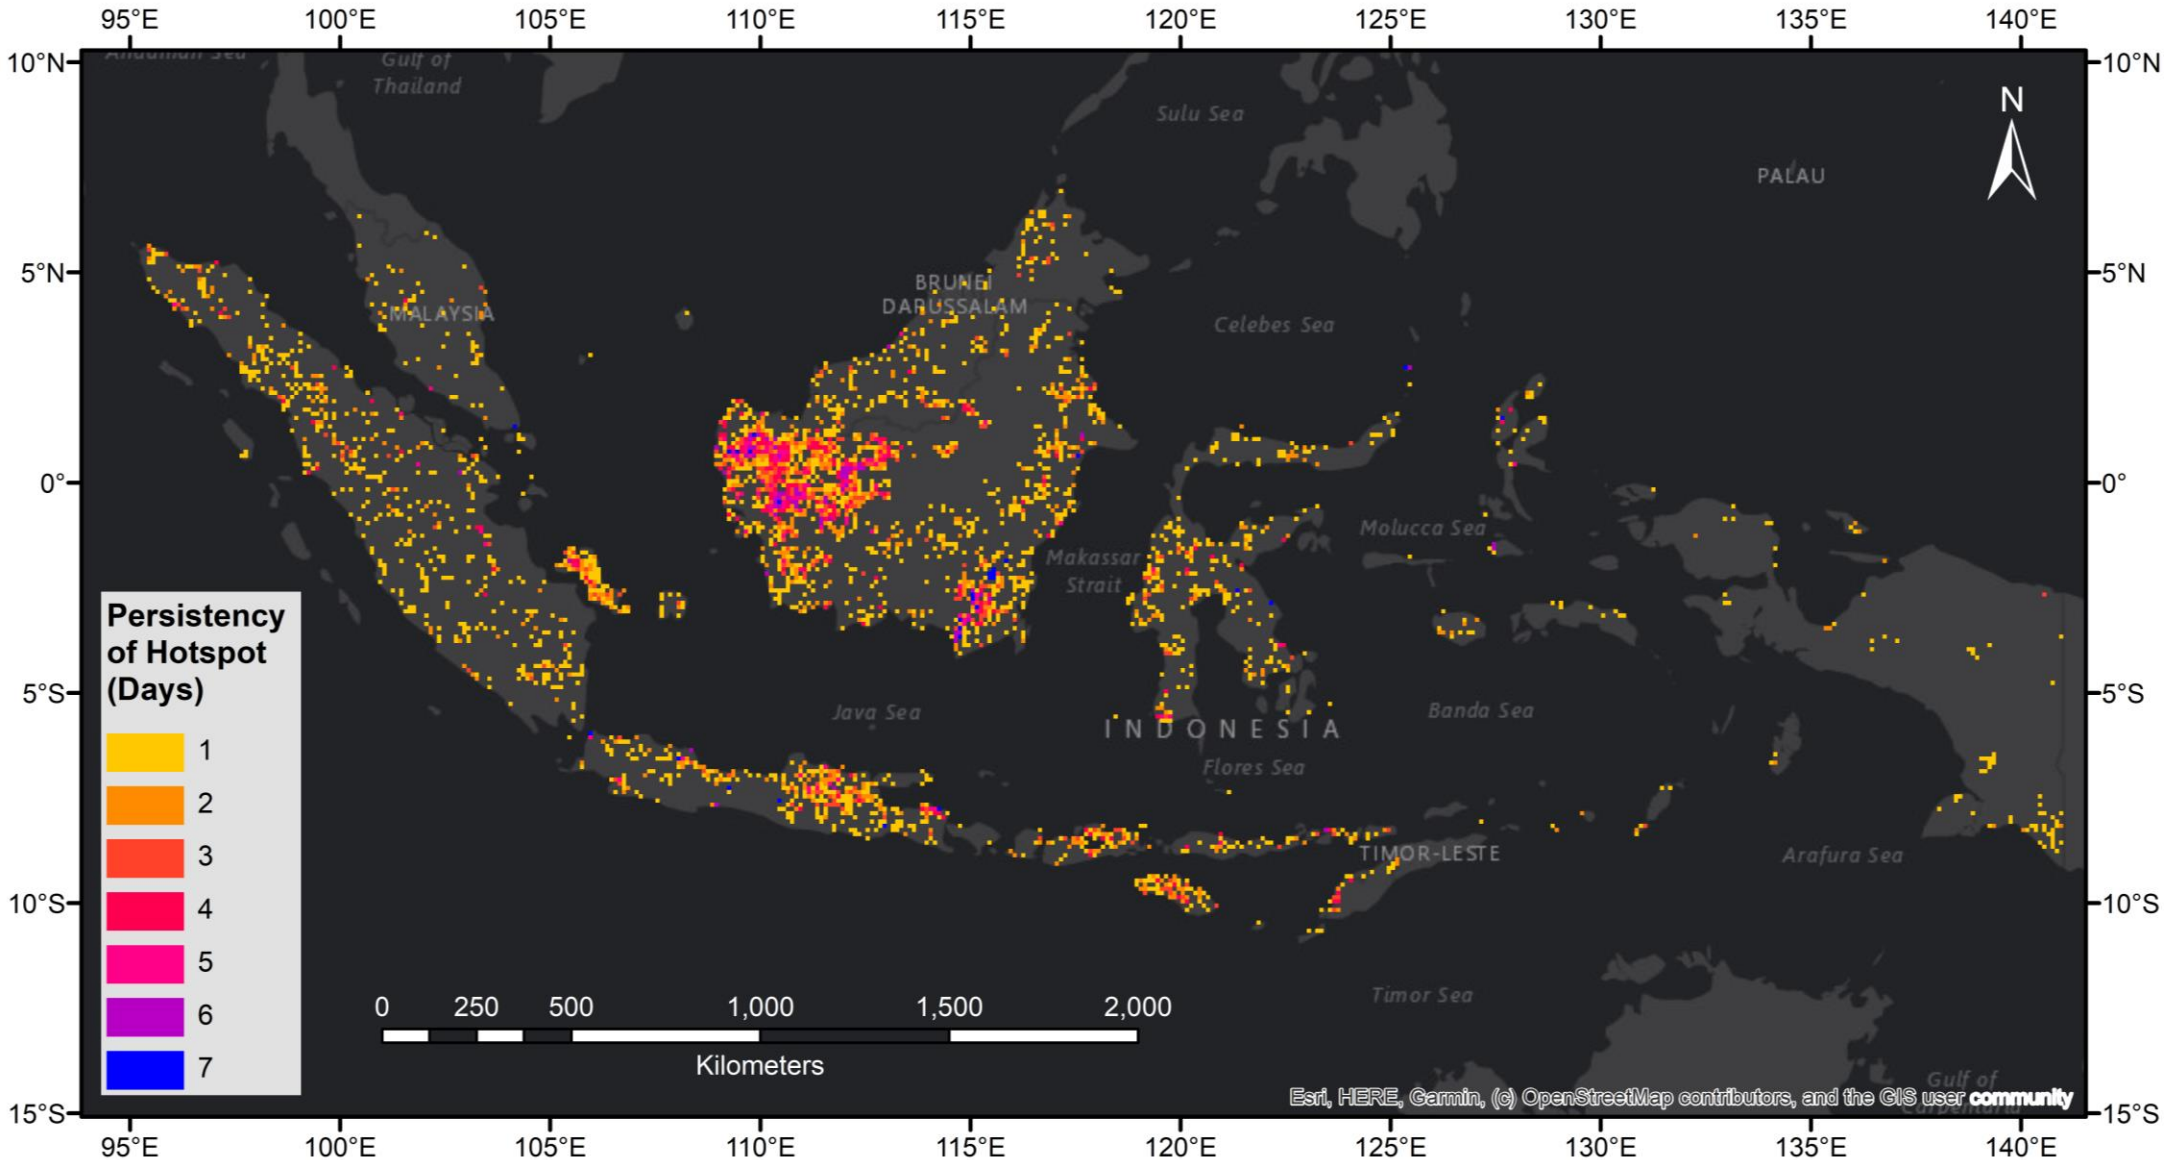 95°E 100°E 105°E 110°E 115°E 120°E 125°E 130°E 135°E 140°E
10°N 10°N
Andaman Sea
Gulf of
Thailand
Sulu Sea
N
PALAU
5°N 5°N
BRUNEI
DARUSSALAM
MALAYSIA
Celebes Sea
0° 0°
Molucca Sea
Makassar
Strait
Persistency
of Hotspot
(Days)
1
2
3
4
5
6
7
5°S 5°S
Java Sea
Banda Sea
INDONESIA
Flores Sea
TIMOR-LESTE
Arafura Sea
10°S 10°S
Timor Sea
0 250 500 1,000 1,500 2,000
Kilometers
Gulf of
Carpentaria
Esri, HERE, Garmin, (c) OpenStreetMap contributors, and the GIS user community
15°S 15°S
95°E 100°E 105°E 110°E 115°E 120°E 125°E 130°E 135°E 140°E